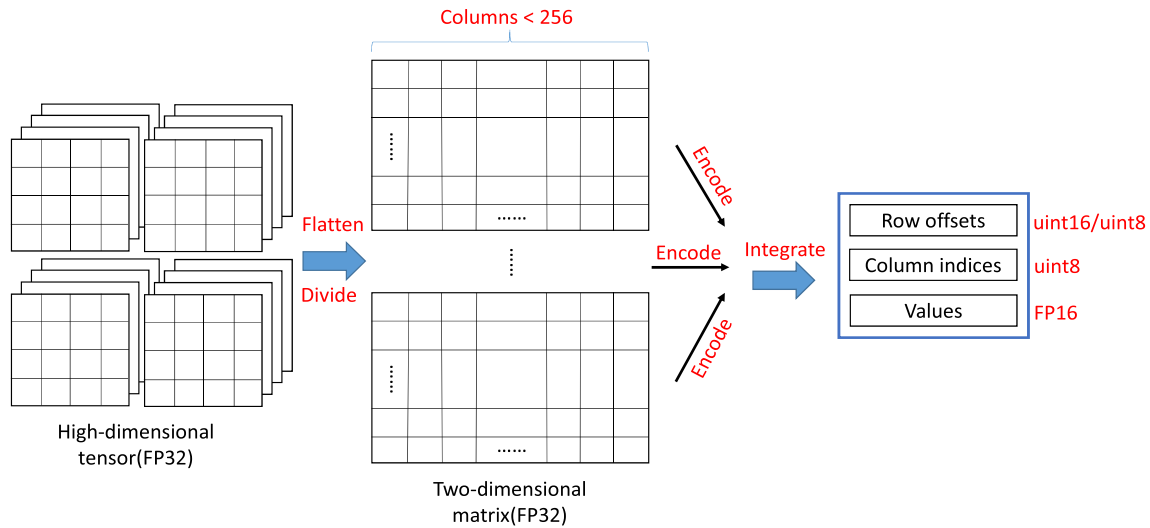 Columns < 256
High-dimensional
tensor(FP32)
Flatten
Divide
......
......
......
......
......
Two-dimensional
matrix(FP32)
Encode
Encode
Encode
Integrate
Row offsets
uint16/uint8
Column indices
uint8
Values
FP16